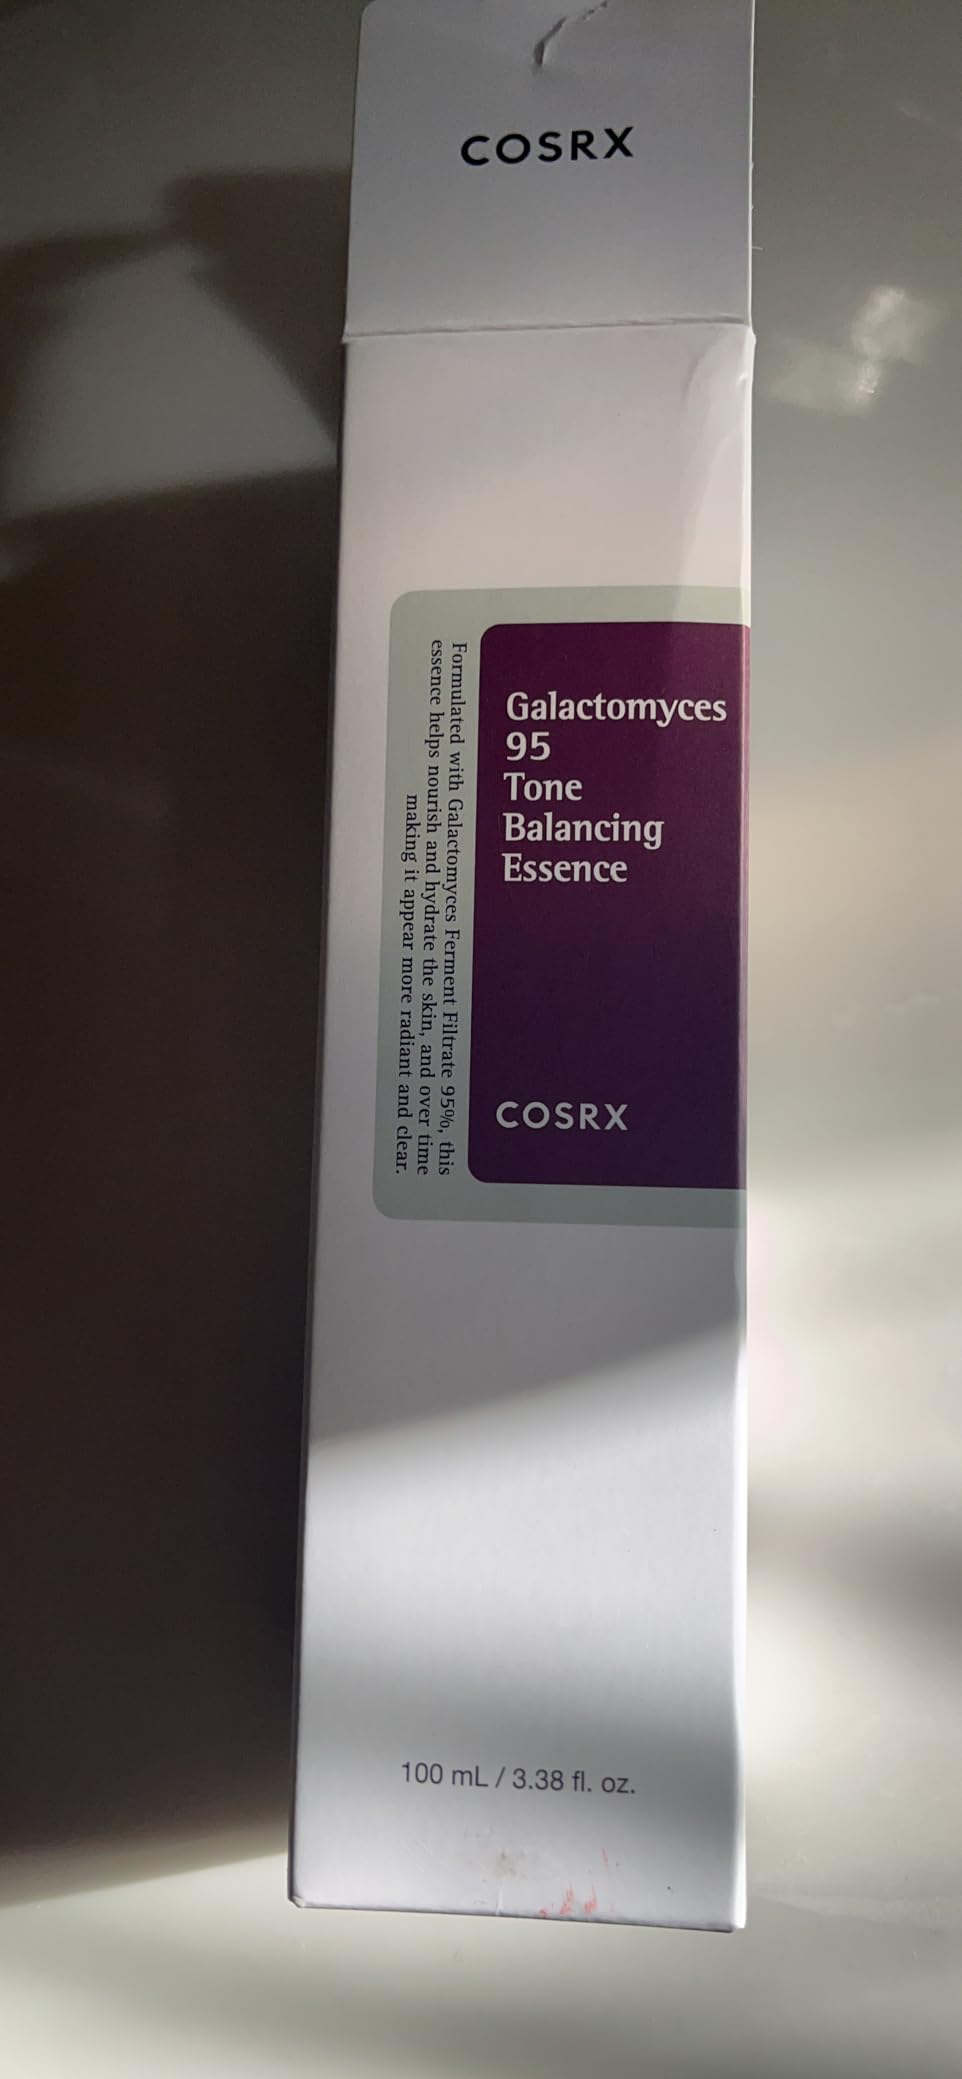 COSRX
Galactomyces
95
Tone
Balancing
Essence
COSRX
Formulated with Galactomyces Ferment Filtrate 95%, this
essence helps nourish and hydrate the skin, and over time
making it appear more radiant and clear.
100 mL / 3.38 fl. oz.